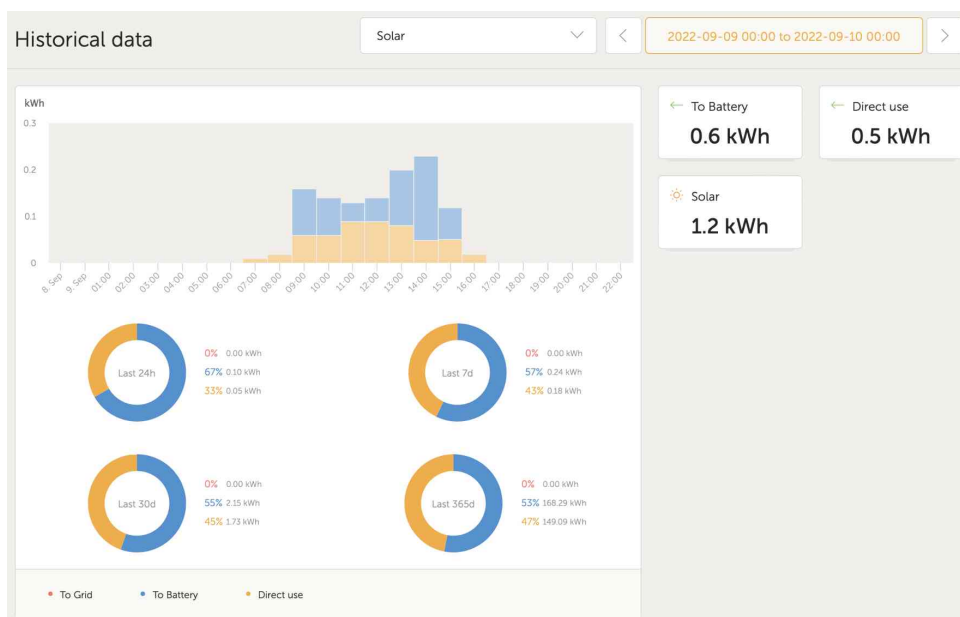 Historical data
Solar
2022-09-09 00:00 to 2022-09-10 00:00
kWh
0.3
0.2
0.1
0
8. Sep
9. Sep
01:00
02:00
03:00
04:00
05:00
06:00
07:00
08:00
09:00
10:00
11:00
12:00
13:00
14:00
15:00
16:00
17:00
18:00
19:00
20:00
21:00
22:00
To Battery
0.6 kWh
Direct use
0.5 kWh
Solar
1.2 kWh
Last 24h
0% 0.00 kWh
67% 0.10 kWh
33% 0.05 kWh
Last 7d
0% 0.00 kWh
57% 0.24 kWh
43% 0.18 kWh
Last 30d
0% 0.00 kWh
55% 2.15 kWh
45% 1.73 kWh
Last 365d
0% 0.00 kWh
53% 168.29 kWh
47% 149.09 kWh
To Grid
To Battery
Direct use